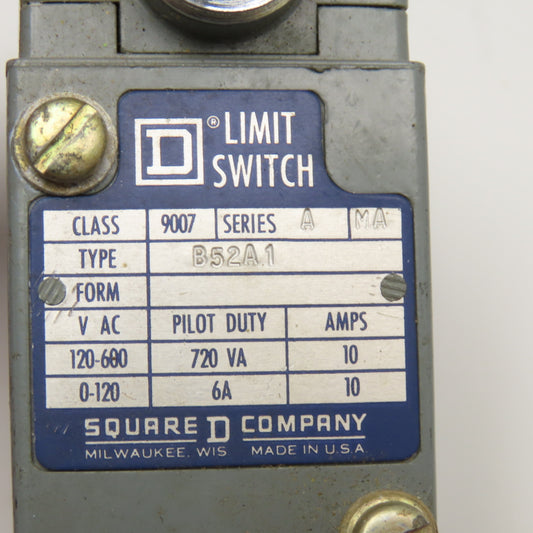 D ® LIMIT
SWITCH
CLASS 9007 SERIES A MA
TYPE B52A1
FORM
V AC PILOT DUTY AMPS
120-600 720 VA 10
0-120 6A 10
SQUARE D COMPANY
MILWAUKEE, WIS MADE IN U.S.A.